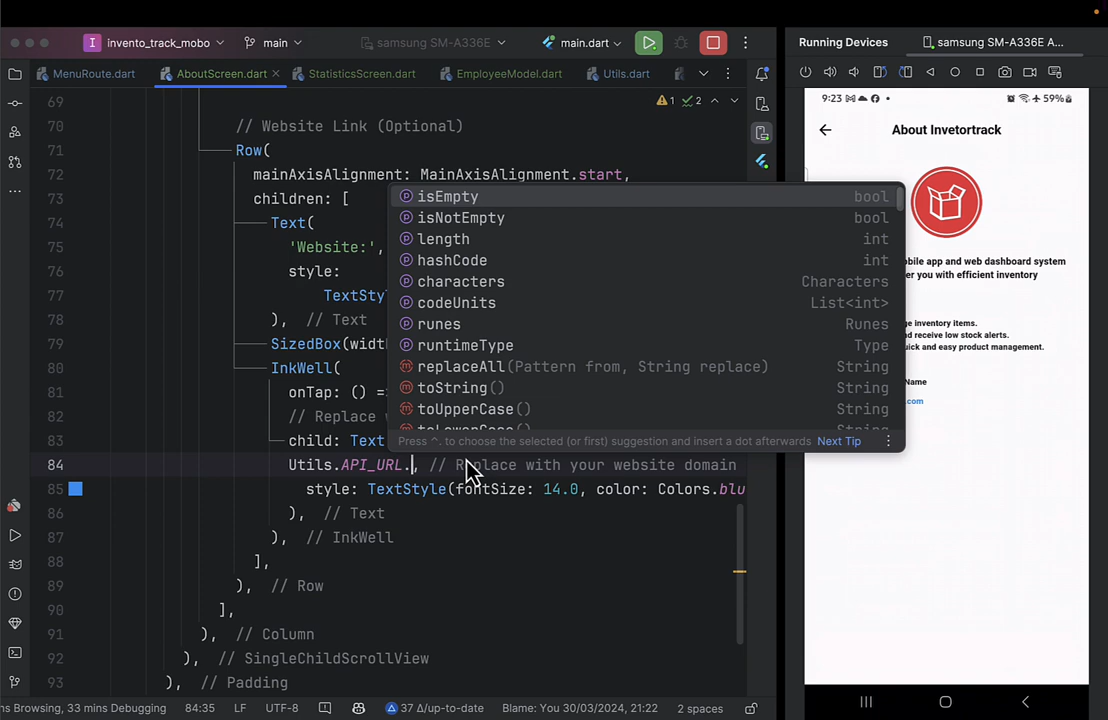 invento_track_mobo
main
samsung SM-A336E
main.dart
Running Devices
samsung SM-A336E A...
MenuRoute.dart
AboutScreen.dart
StatisticsScreen.dart
EmployeeModel.dart
Utils.dart
1 2
69
70 // Website Link (Optional)
71 Row(
72 mainAxisAlignment: MainAxisAlignment.start,
73 children: [
74 Text(
75 'Website:',
76 style:
77 TextSty
78 ), // Text
79 SizedBox(widt
80 InkWell(
81 onTap: () =
82 // Replace
83 child: Text
84 Utils.API_URL., // Replace with your website domain
85 style: TextStyle(fontSize: 14.0, color: Colors.blu
86 ), // Text
87 ), // InkWell
88 ],
89 ), // Row
90 ],
91 ), // Column
92 ), // SingleChildScrollView
93 ), // Padding
isEmpty bool
isNotEmpty bool
length int
hashCode int
characters Characters
codeUnits List<int>
runes Runes
runtimeType Type
replaceAll(Pattern from, String replace) String
toString() String
toUpperCase() String
toLowerCase() String
Press ^. to choose the selected (or first) suggestion and insert a dot afterwards Next Tip
9:23 59%
About Invetortrack
obile app and web dashboard system
er you with efficient inventory
ge inventory items.
nd receive low stock alerts.
uick and easy product management.
Name
.com
ns Browsing, 33 mins Debugging 84:35 LF UTF-8 37 Δ/up-to-date Blame: You 30/03/2024, 21:22 2 spaces